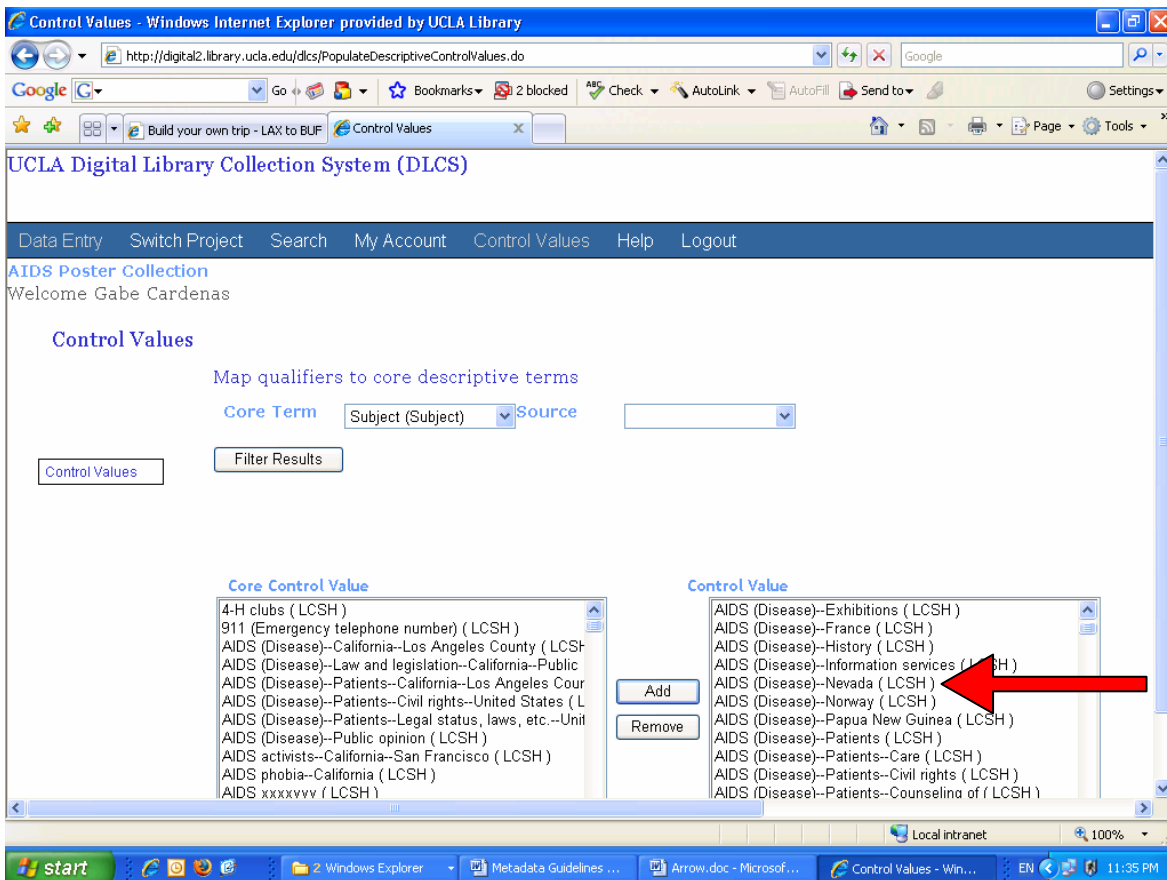 Control Values - Windows Internet Explorer provided by UCLA Library
http://digital2.library.ucla.edu/dlcs/PopulateDescriptiveControlValues.do
Google
Google G Go Bookmarks 2 blocked ABC Check AutoLink AutoFill Send to Settings
Build your own trip - LAX to BUF Control Values X Page Tools »
UCLA Digital Library Collection System (DLCS)
Data Entry Switch Project Search My Account Control Values Help Logout
AIDS Poster Collection
Welcome Gabe Cardenas
Control Values
Map qualifiers to core descriptive terms
Core Term Subject (Subject) Source
Filter Results
Control Values
Core Control Value
4-H clubs ( LCSH )
911 (Emergency telephone number) ( LCSH )
AIDS (Disease)--California--Los Angeles County ( LCSH
AIDS (Disease)--Law and legislation--California--Public
AIDS (Disease)--Patients--California--Los Angeles Cour
AIDS (Disease)--Patients--Civil rights--United States ( L
AIDS (Disease)--Patients--Legal status, laws, etc.--Unit
AIDS (Disease)--Public opinion ( LCSH )
AIDS activists--California--San Francisco ( LCSH )
AIDS phobia--California ( LCSH )
AIDS xxxxyyy ( LCSH )
Add
Remove
Control Value
AIDS (Disease)--Exhibitions ( LCSH )
AIDS (Disease)--France ( LCSH )
AIDS (Disease)--History ( LCSH )
AIDS (Disease)--Information services ( LCSH )
AIDS (Disease)--Nevada ( LCSH )
AIDS (Disease)--Norway ( LCSH )
AIDS (Disease)--Papua New Guinea ( LCSH )
AIDS (Disease)--Patients ( LCSH )
AIDS (Disease)--Patients--Care ( LCSH )
AIDS (Disease)--Patients--Civil rights ( LCSH )
AIDS (Disease)--Patients--Counseling of ( LCSH )
Local intranet 100%
start 2 Windows Explorer Metadata Guidelines ... Arrow.doc - Microsof... Control Values - Win... EN 11:35 PM